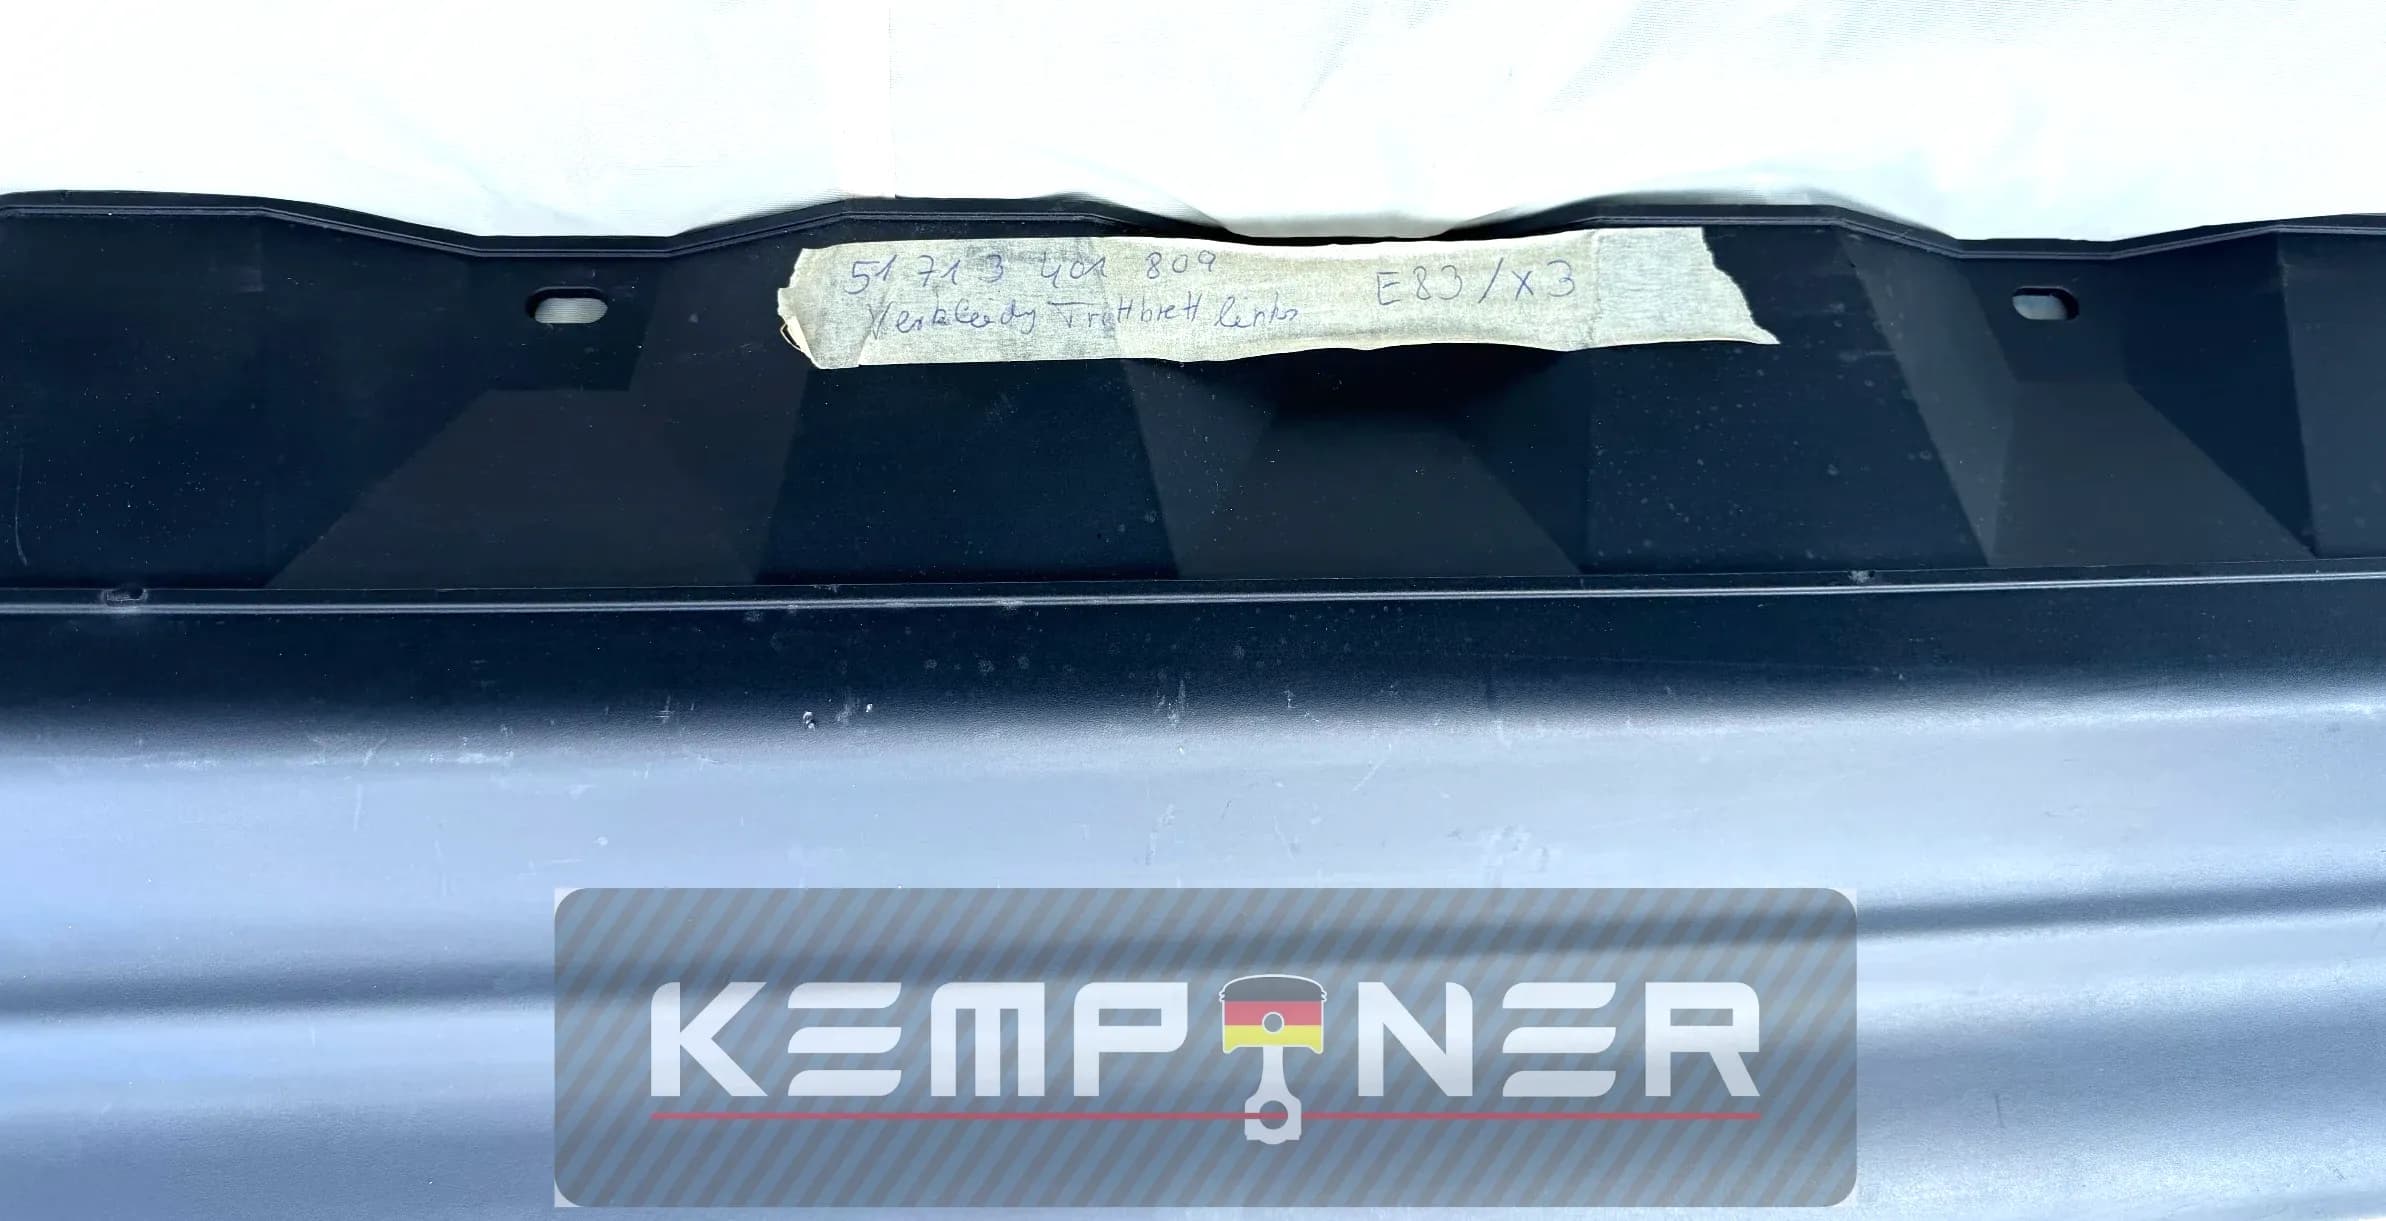 51 71 3 401 809
Verkleidg Trittbrett links
E83/X3
KEMPTNER